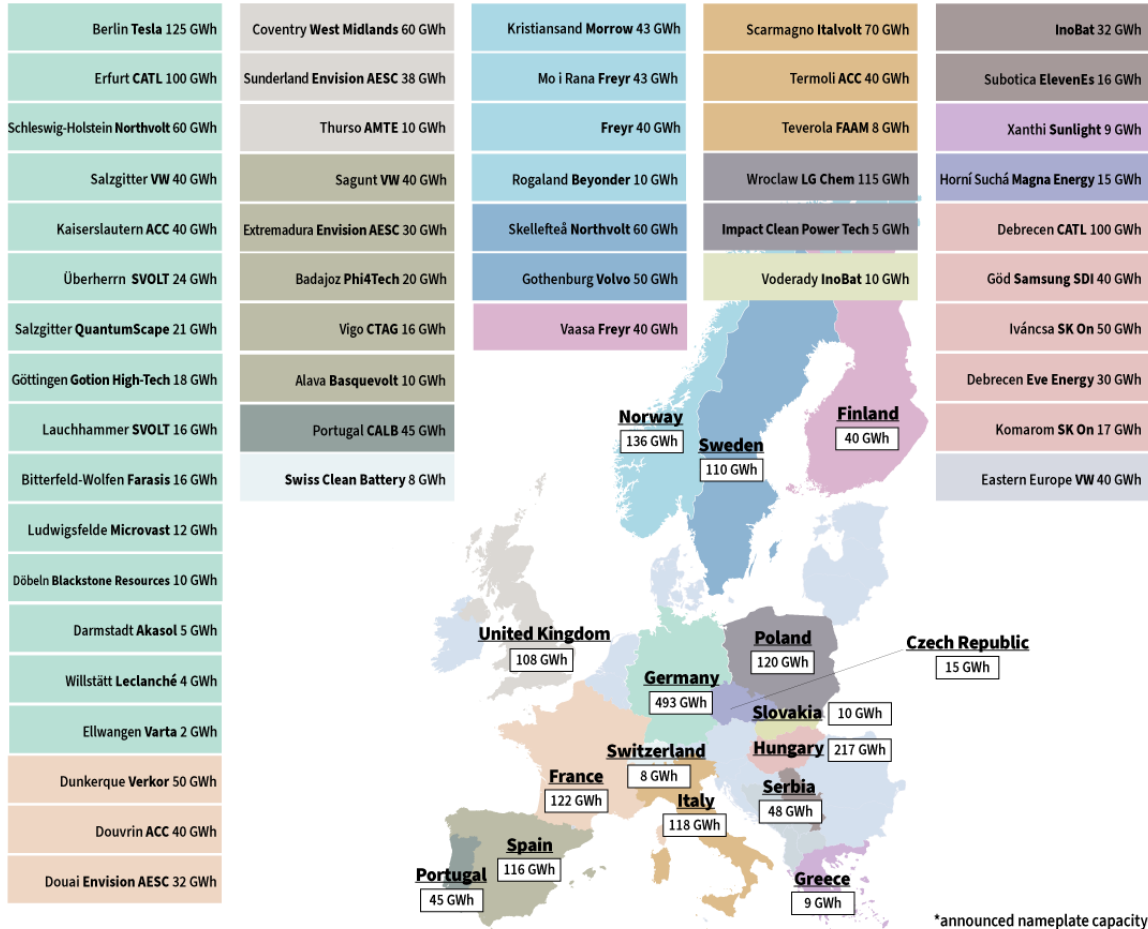 Berlin Tesla 125 GWh
Erfurt CATL 100 GWh
Schleswig-Holstein Northvolt 60 GWh
Salzgitter VW 40 GWh
Kaiserslautern ACC 40 GWh
Überherrn SVOLT 24 GWh
Salzgitter QuantumScape 21 GWh
Göttingen Gotion High-Tech 18 GWh
Lauchhammer SVOLT 16 GWh
Bitterfeld-Wolfen Farasis 16 GWh
Ludwigsfelde Microvast 12 GWh
Döbeln Blackstone Resources 10 GWh
Darmstadt Akasol 5 GWh
Willstätt Leclanché 4 GWh
Ellwangen Varta 2 GWh
Dunkerque Verkor 50 GWh
Douvrin ACC 40 GWh
Douai Envision AESC 32 GWh
Coventry West Midlands 60 GWh
Sunderland Envision AESC 38 GWh
Thurso AMTE 10 GWh
Sagunt VW 40 GWh
Extremadura Envision AESC 30 GWh
Badajoz Phi4Tech 20 GWh
Vigo CTAG 16 GWh
Alava Basquevolt 10 GWh
Portugal CALB 45 GWh
Swiss Clean Battery 8 GWh
Kristiansand Morrow 43 GWh
Mo i Rana Freyr 43 GWh
Freyr 40 GWh
Rogaland Beyonder 10 GWh
Skellefteå Northvolt 60 GWh
Gothenburg Volvo 50 GWh
Vaasa Freyr 40 GWh
Scarmagno Italvolt 70 GWh
Termoli ACC 40 GWh
Teverola FAAM 8 GWh
Wroclaw LG Chem 115 GWh
Impact Clean Power Tech 5 GWh
Voderady InoBat 10 GWh
InoBat 32 GWh
Subotica ElevenEs 16 GWh
Xanthi Sunlight 9 GWh
Horní Suchá Magna Energy 15 GWh
Debrecen CATL 100 GWh
Göd Samsung SDI 40 GWh
Iváncsa SK On 50 GWh
Debrecen Eve Energy 30 GWh
Komarom SK On 17 GWh
Eastern Europe VW 40 GWh
Norway
136 GWh
Sweden
110 GWh
Finland
40 GWh
United Kingdom
108 GWh
Poland
120 GWh
Czech Republic
15 GWh
Germany
493 GWh
Slovakia
10 GWh
Hungary
217 GWh
Switzerland
8 GWh
France
122 GWh
Serbia
48 GWh
Italy
118 GWh
Spain
116 GWh
Portugal
45 GWh
Greece
9 GWh
*announced nameplate capacity